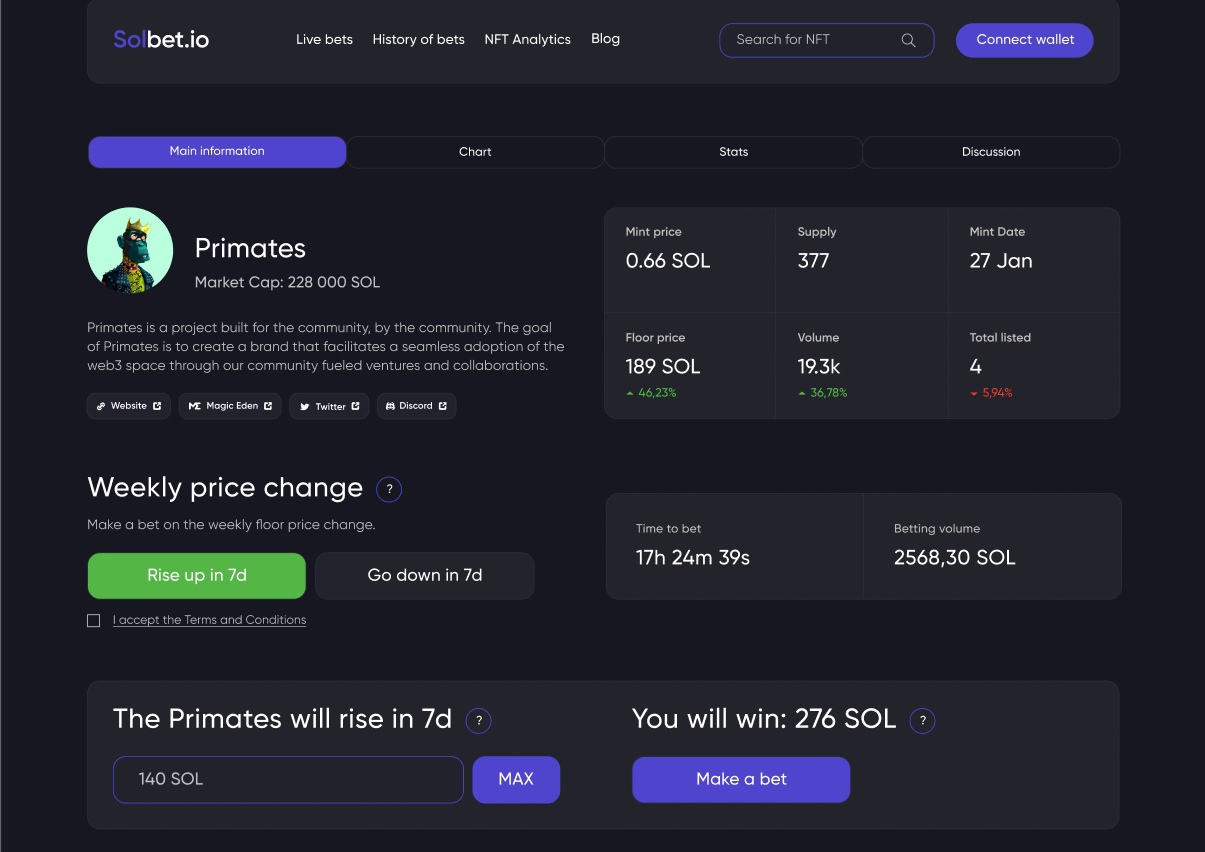 Solbet.io
Live bets
History of bets
NFT Analytics
Blog
Search for NFT
Connect wallet
Main information
Chart
Stats
Discussion
Primates
Market Cap: 228 000 SOL
Primates is a project built for the community, by the community. The goal
of Primates is to create a brand that facilitates a seamless adoption of the
web3 space through our community fueled ventures and collaborations.
Website
ME Magic Eden
Twitter
Discord
Mint price
0.66 SOL
Supply
377
Mint Date
27 Jan
Floor price
189 SOL
46,23%
Volume
19.3k
36,78%
Total listed
4
5,94%
Weekly price change ?
Make a bet on the weekly floor price change.
Rise up in 7d
Go down in 7d
I accept the Terms and Conditions
Time to bet
17h 24m 39s
Betting volume
2568,30 SOL
The Primates will rise in 7d ?
140 SOL
MAX
You will win: 276 SOL ?
Make a bet